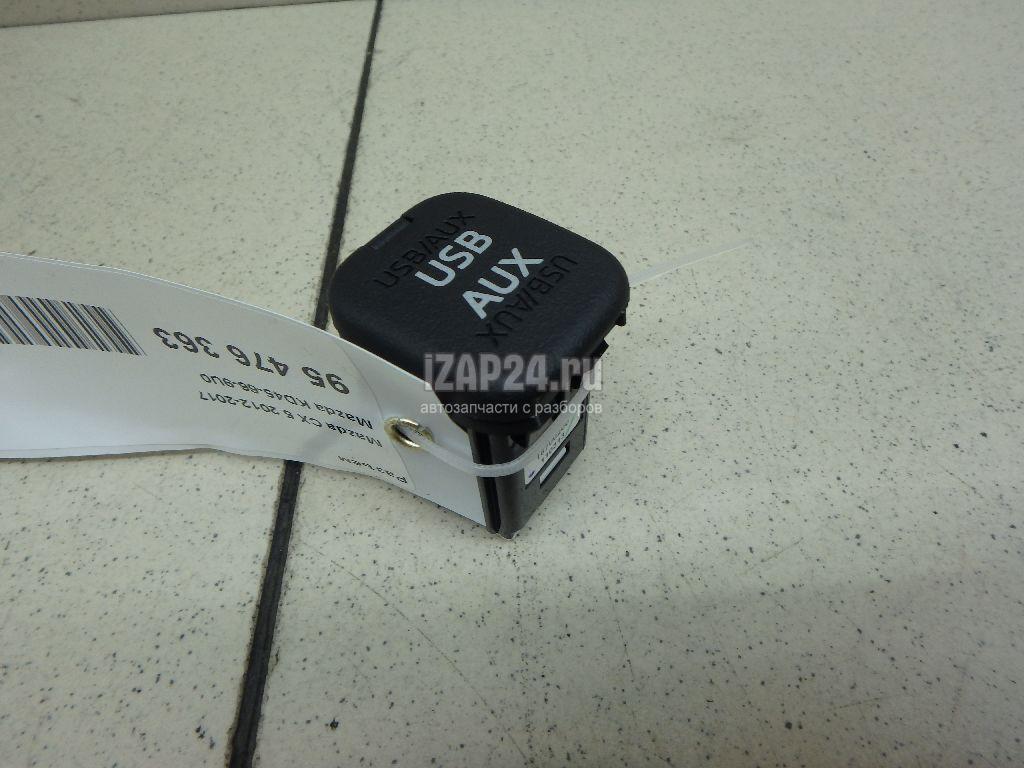 USB/AUX
USB
AUX
USB/AUX
iZAP24.ru
автозапчасти с разборов
95 476 363
Mazda KD45-66-9U0
Mazda CX 5 2012-2017
Разъем